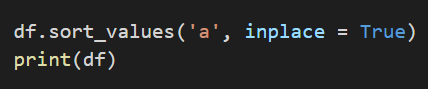 df.sort_values('a', inplace = True)
print(df)